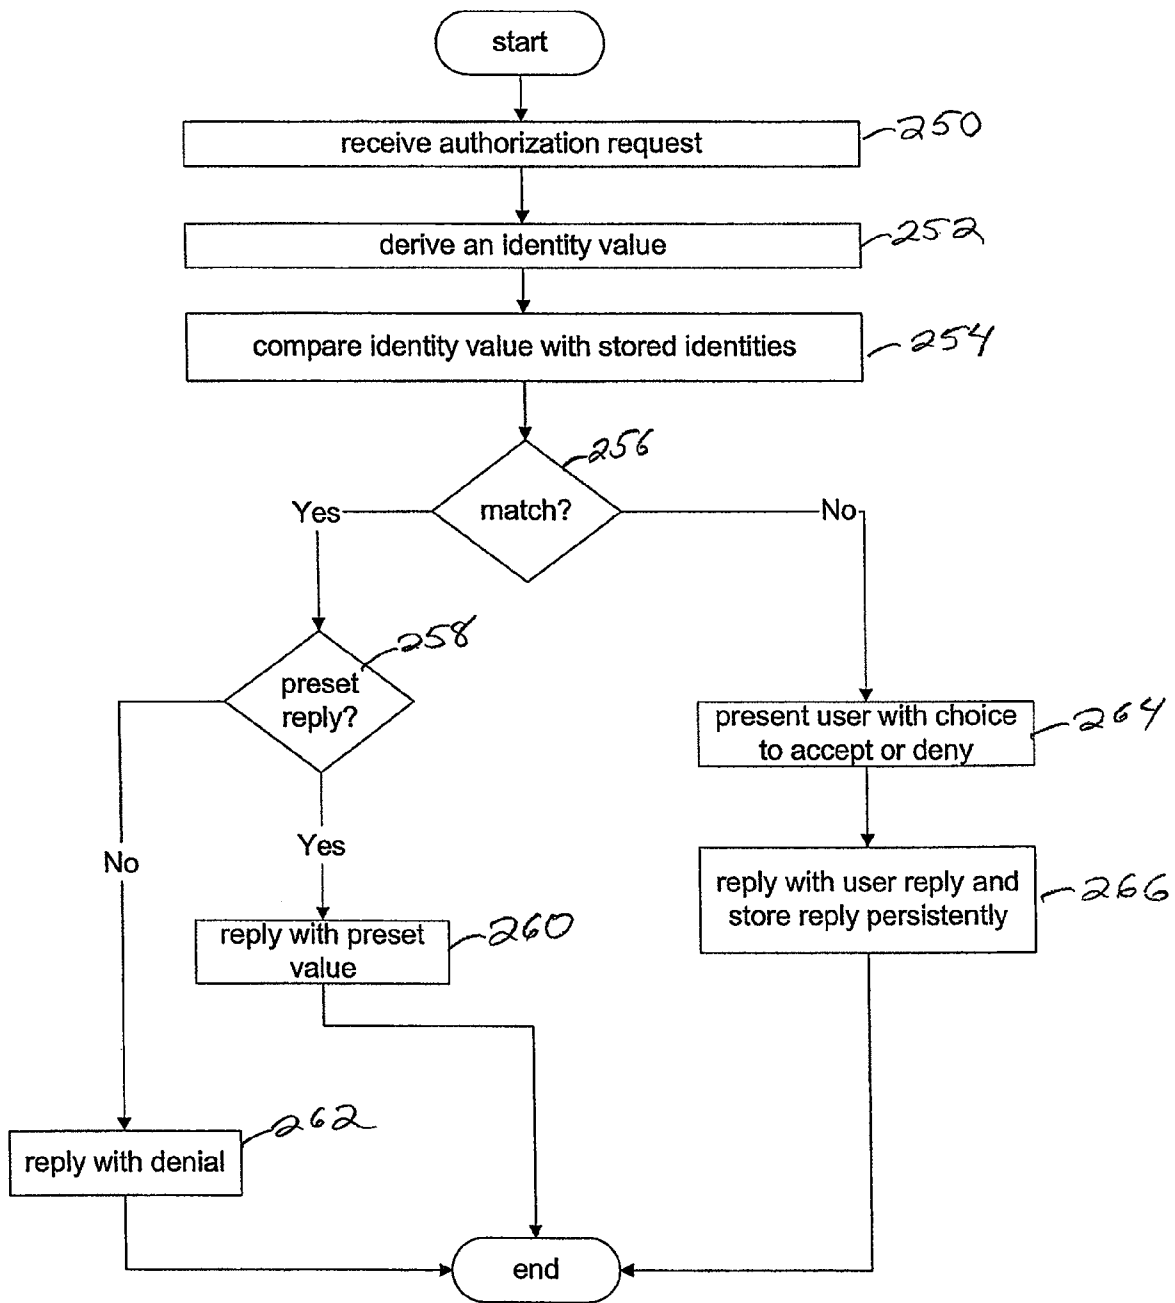 start
receive authorization request
250
derive an identity value
252
compare identity value with stored identities
254
256
match?
Yes
No
258
preset
reply?
present user with choice
to accept or deny
264
Yes
No
reply with user reply and
store reply persistently
266
reply with preset
value
260
262
reply with denial
end